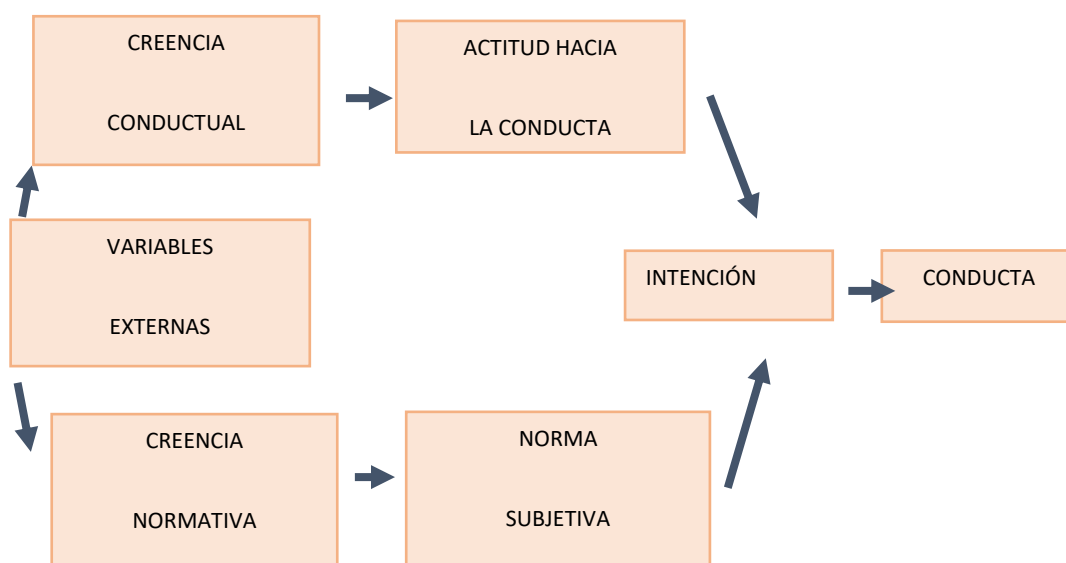 CREENCIA
CONDUCTUAL
ACTITUD HACIA
LA CONDUCTA
VARIABLES
EXTERNAS
INTENCIÓN
CONDUCTA
CREENCIA
NORMATIVA
NORMA
SUBJETIVA